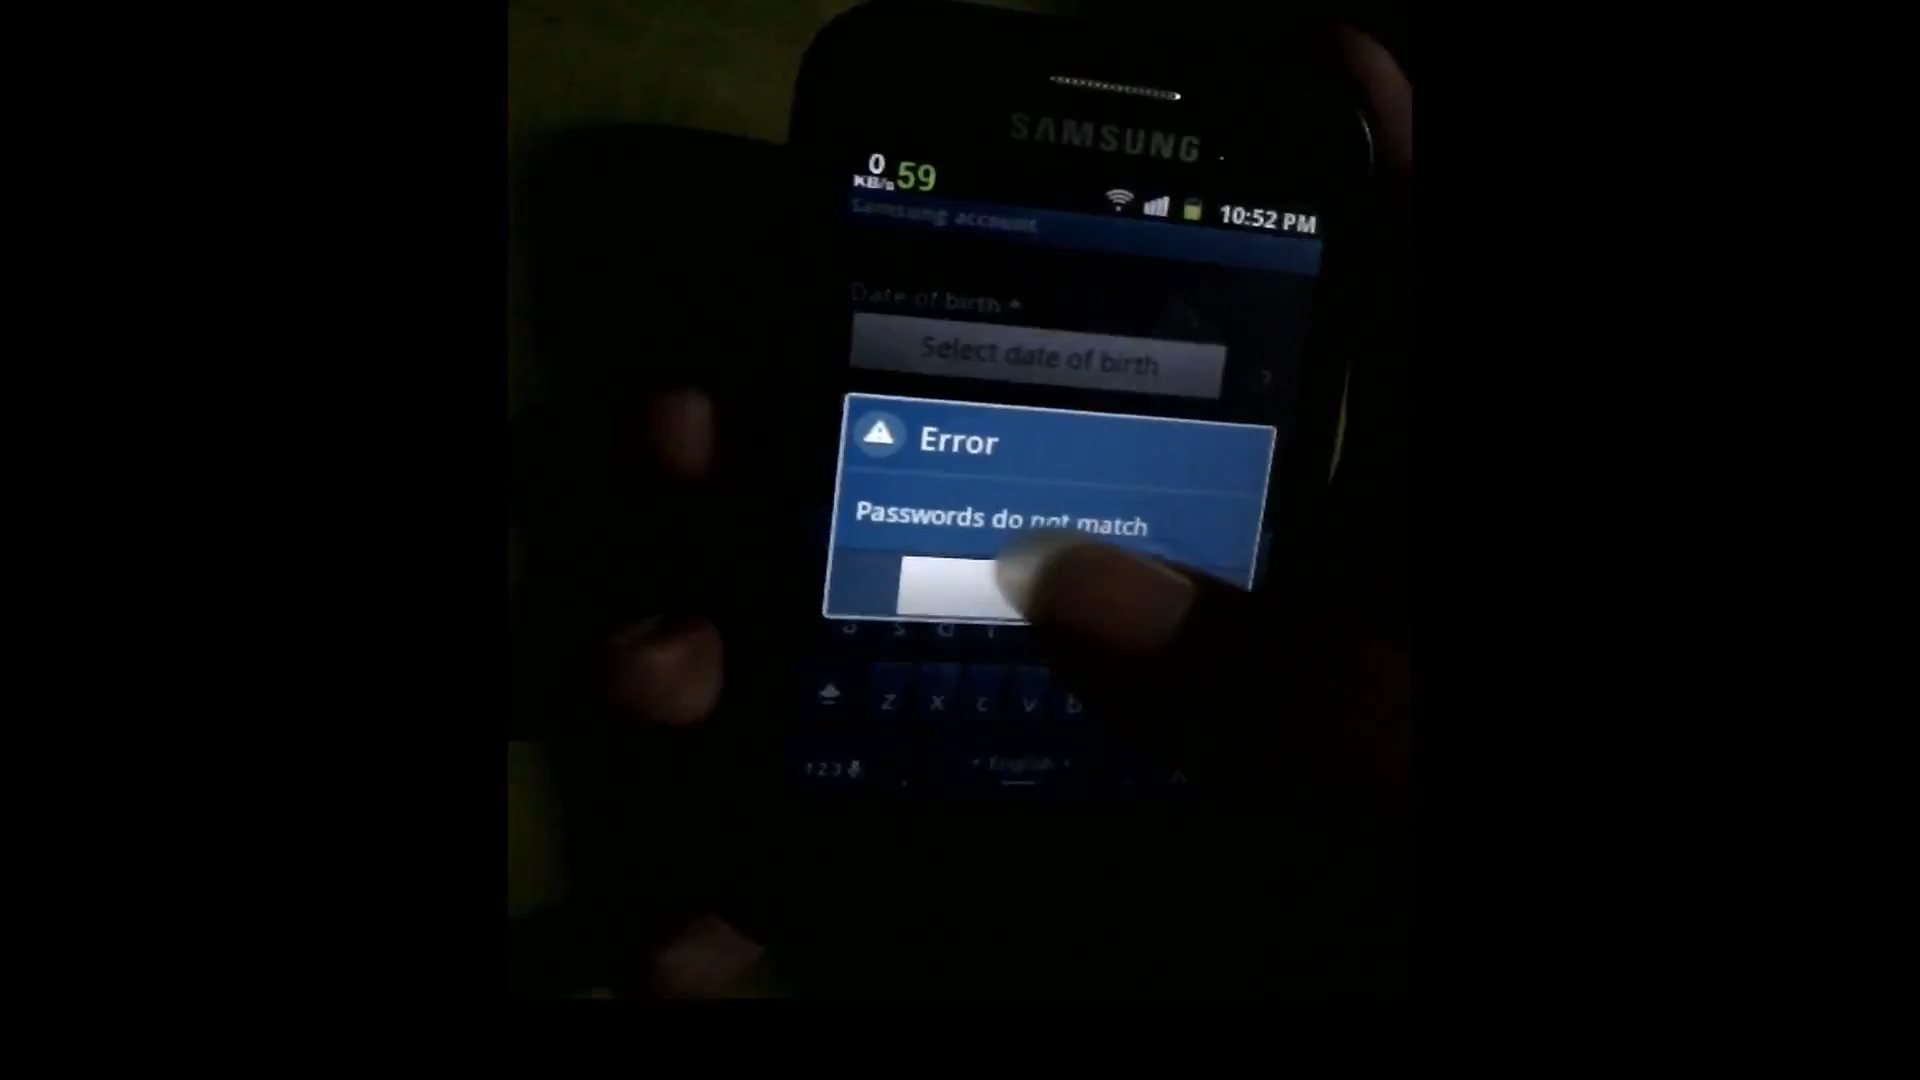 SAMSUNG
0 59
KB/s
10:52 PM
Samsung account
Date of birth *
Select date of birth
?
Error
Passwords do not match
a s d f
z x c v b
123
English